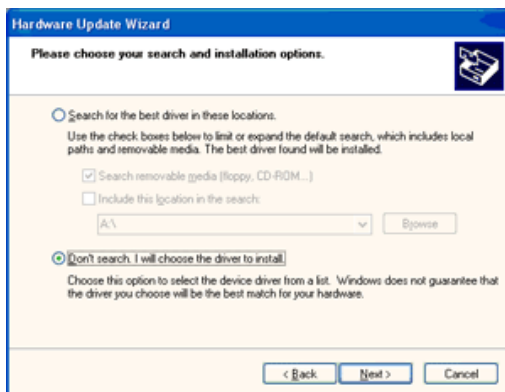 Hardware Update Wizard
Please choose your search and installation options.
Search for the best driver in these locations.
Use the check boxes below to limit or expand the default search, which includes local
paths and removable media. The best driver found will be installed.
Search removable media (floppy, CD-ROM...)
Include this location in the search:
A:\
Browse
Don't search. I will choose the driver to install.
Choose this option to select the device driver from a list. Windows does not guarantee that
the driver you choose will be the best match for your hardware.
< Back Next > Cancel